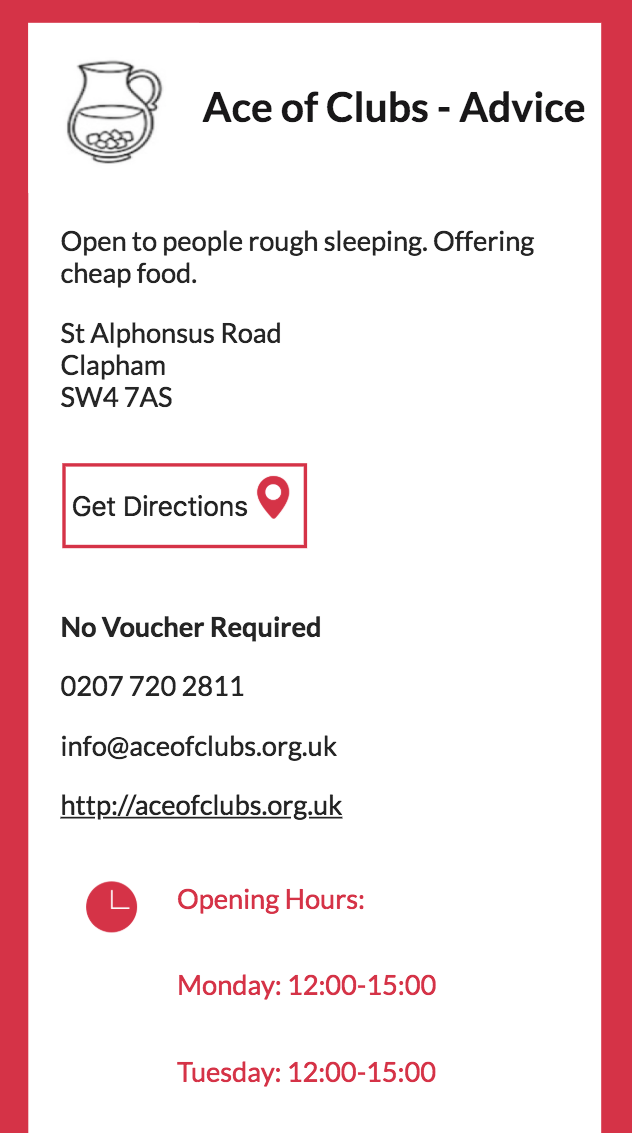 Ace of Clubs - Advice
Open to people rough sleeping. Offering
cheap food.
St Alphonsus Road
Clapham
SW4 7AS
Get Directions
No Voucher Required
0207 720 2811
info@aceofclubs.org.uk
http://aceofclubs.org.uk
Opening Hours:
Monday: 12:00-15:00
Tuesday: 12:00-15:00